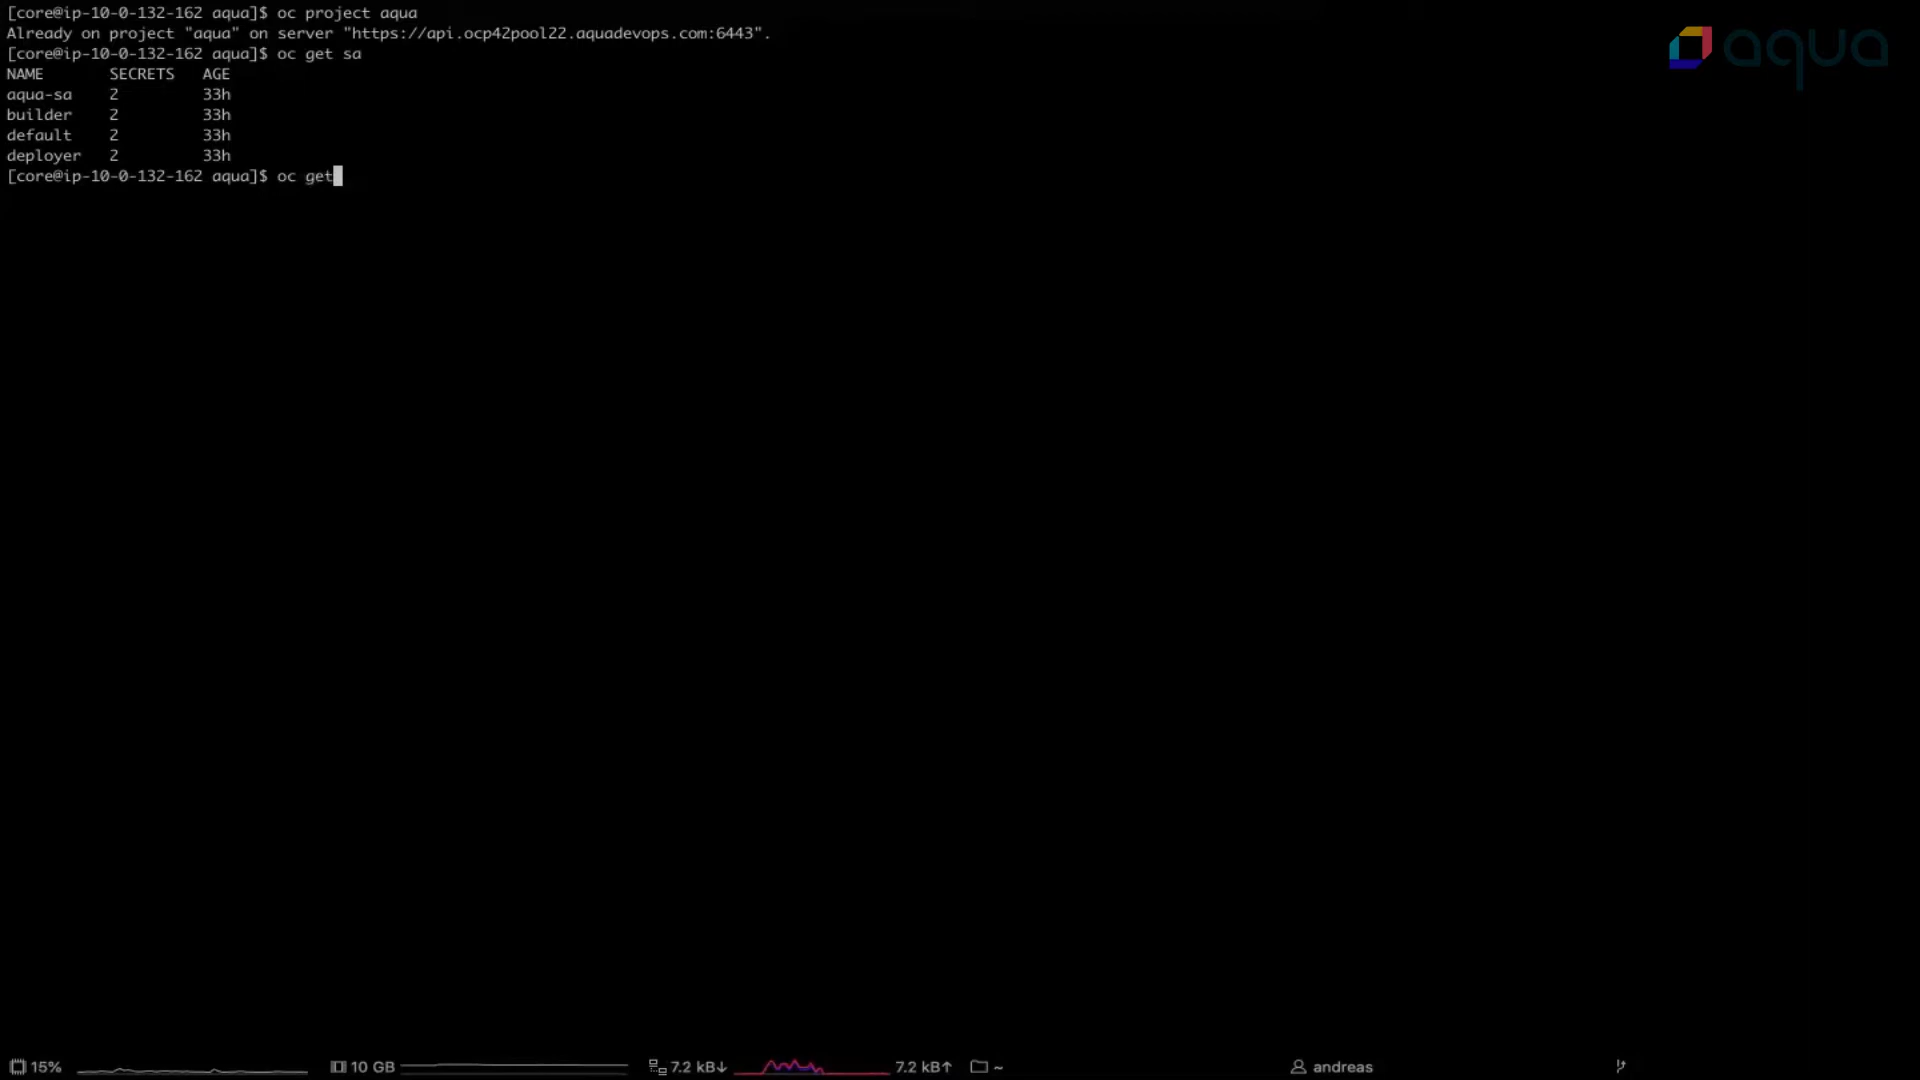 [core@ip-10-0-132-162 aqua]$ oc project aqua
Already on project "aqua" on server "https://api.ocp42pool22.aquadevops.com:6443".
[core@ip-10-0-132-162 aqua]$ oc get sa
NAME SECRETS AGE
aqua-sa 2 33h
builder 2 33h
default 2 33h
deployer 2 33h
[core@ip-10-0-132-162 aqua]$ oc get
aqua
15% 10 GB 7.2 kB↓ 7.2 kB↑ ~ andreas